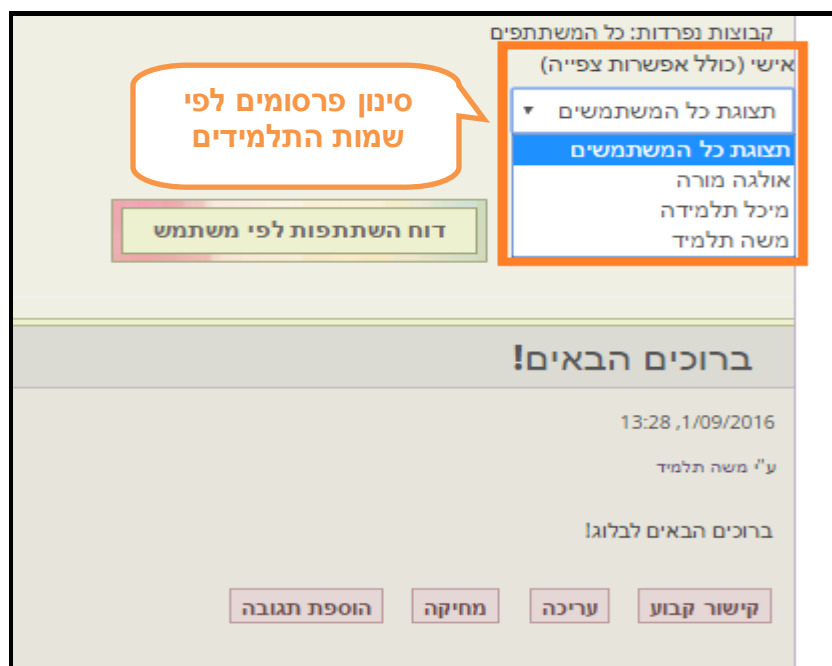 קבוצות נפרדות: כל המשתתפים
אישי (כולל אפשרות צפייה)
תצוגת כל המשתמשים
תצוגת כל המשתמשים
אולגה מורה
מיכל תלמידה
משה תלמיד
סינון פרסומים לפי
שמות התלמידים
דוח השתתפות לפי משתמש
ברוכים הבאים!
1/09/2016, 13:28
ע"י משה תלמיד
ברוכים הבאים לבלוג!
קישור קבוע
עריכה
מחיקה
הוספת תגובה